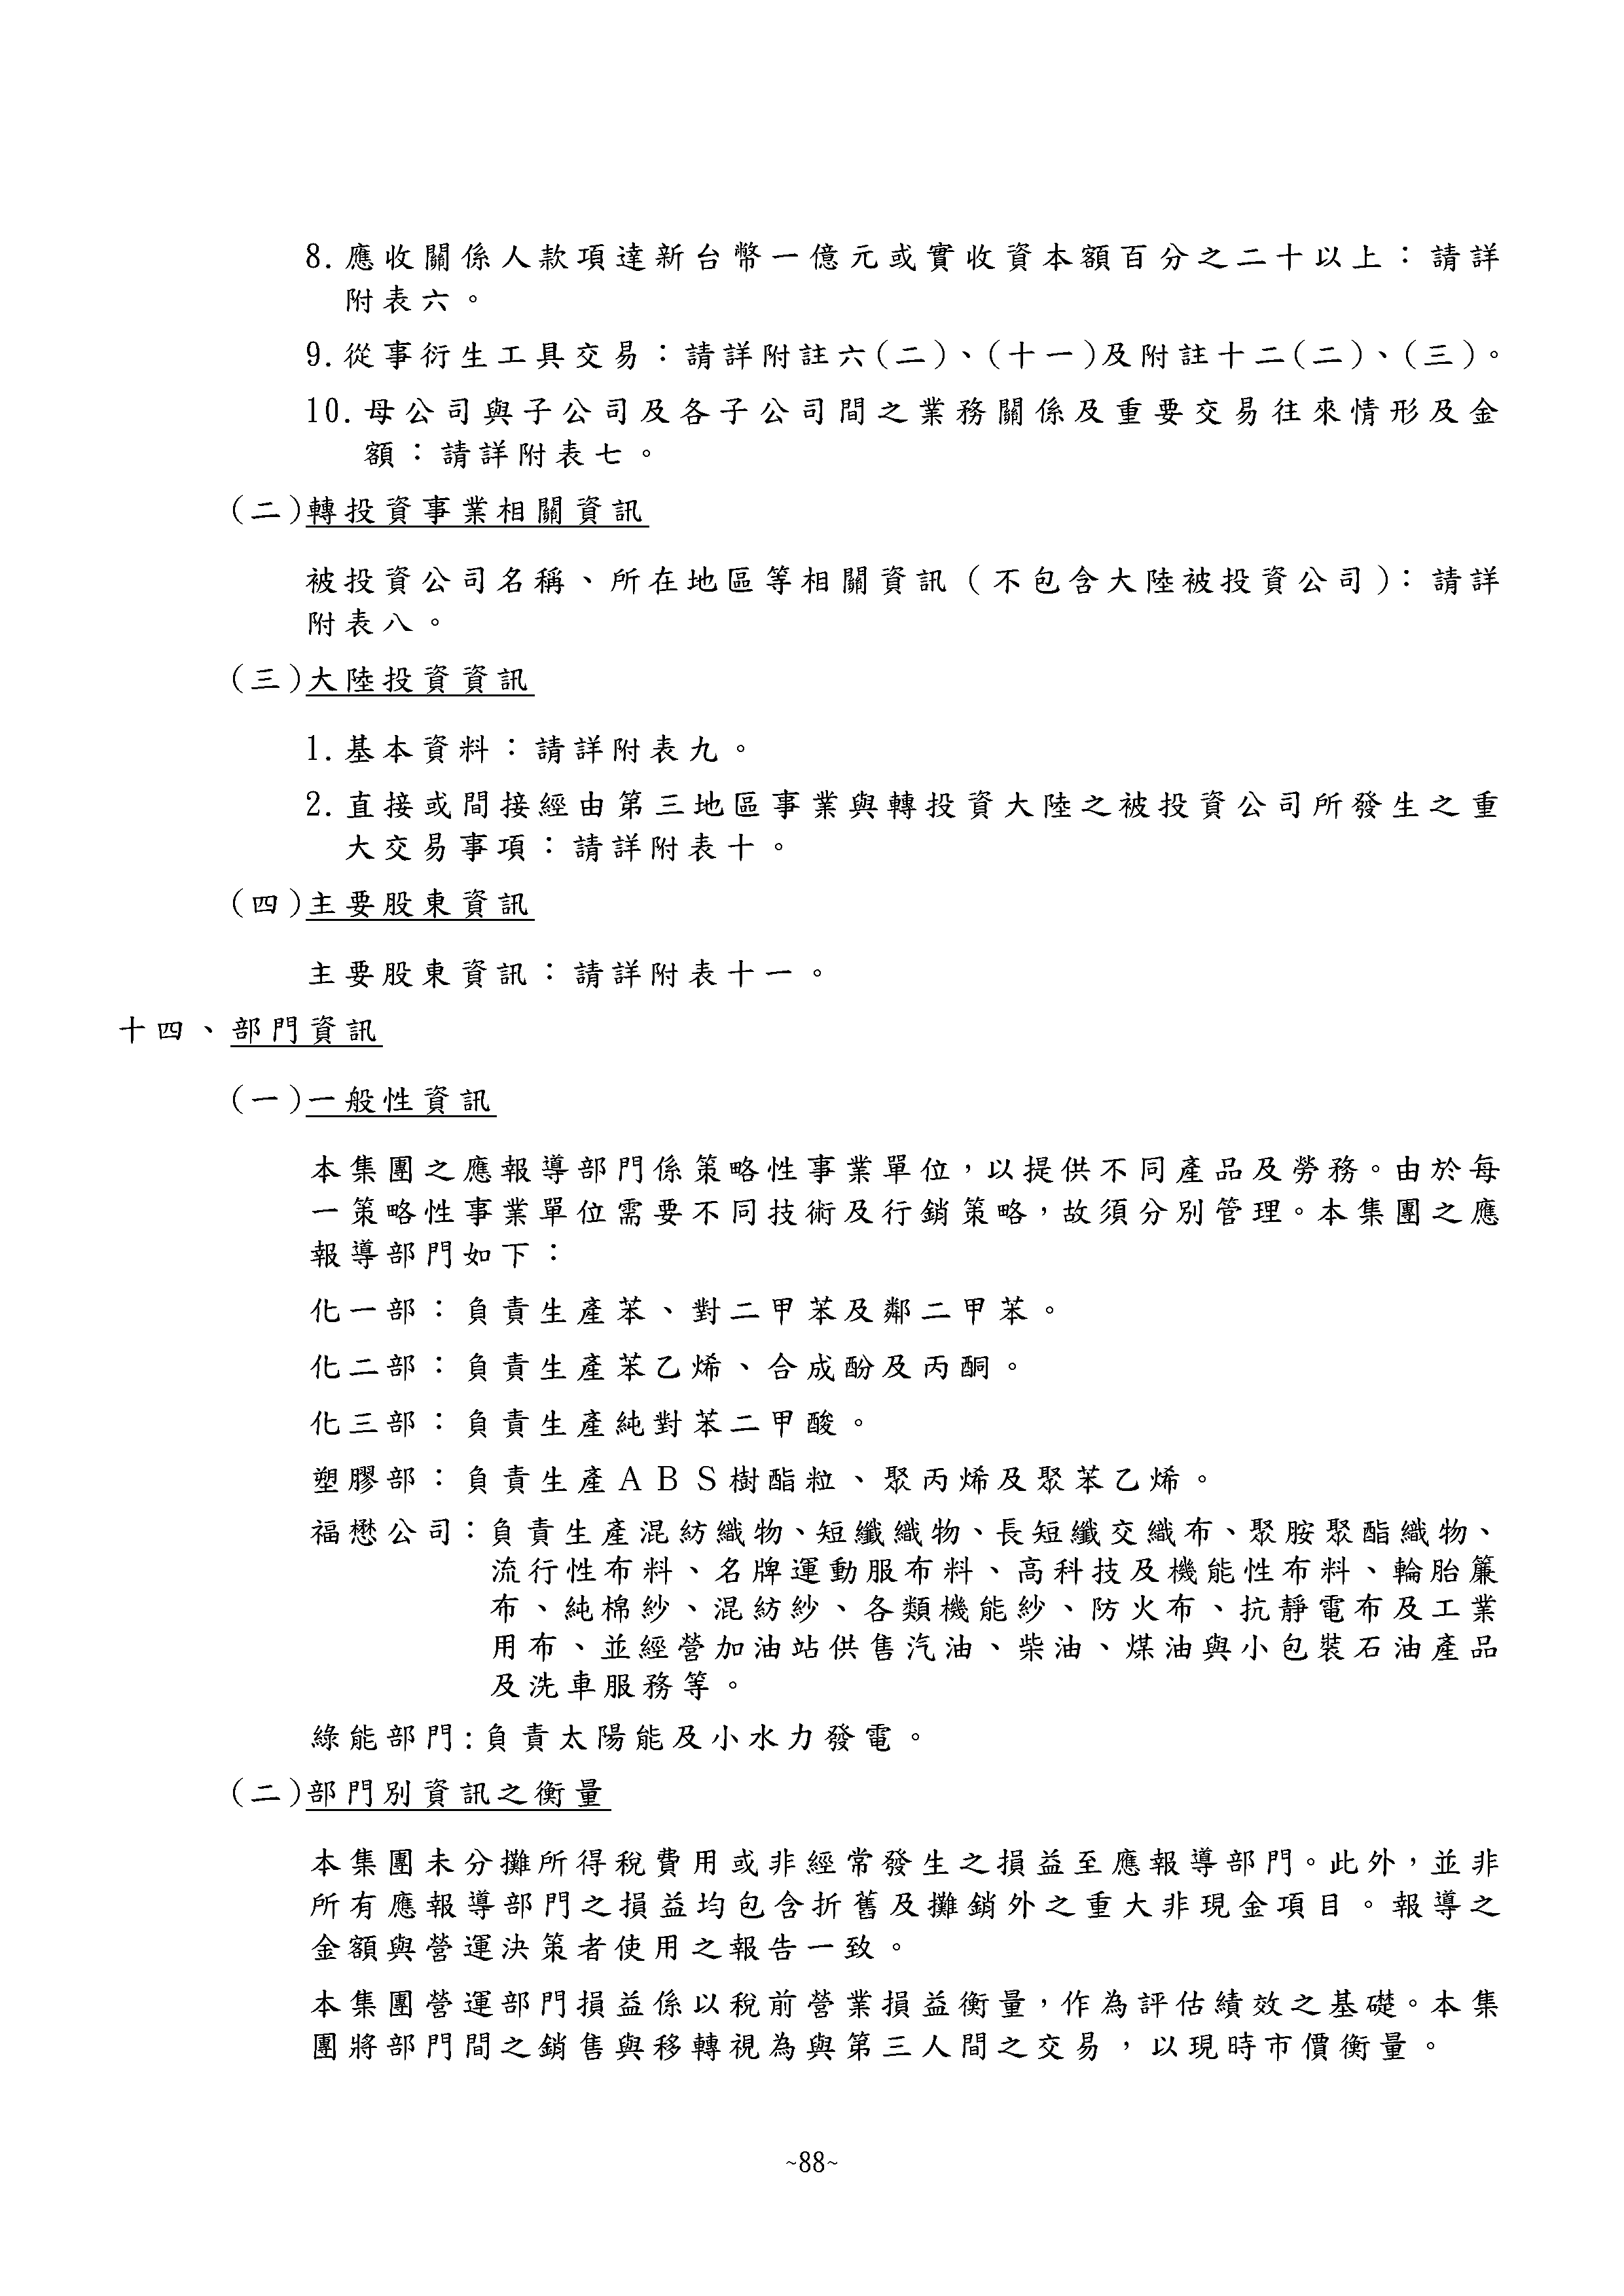 8.應收關係人款項達新台幣一億元或實收資本額百分之二十以上：請詳
附表六。
9.從事衍生工具交易：請詳附註六(二)、(十一)及附註十二(二)、(三)。
10.母公司與子公司及各子公司間之業務關係及重要交易往來情形及金
額：請詳附表七。
(二)轉投資事業相關資訊
被投資公司名稱、所在地區等相關資訊(不包含大陸被投資公司)：請詳
附表八。
(三)大陸投資資訊
1.基本資料：請詳附表九。
2.直接或間接經由第三地區事業與轉投資大陸之被投資公司所發生之重
大交易事項：請詳附表十。
(四)主要股東資訊
主要股東資訊：請詳附表十一。
十四、部門資訊
(一)一般性資訊
本集團之應報導部門係策略性事業單位，以提供不同產品及勞務。由於每
一策略性事業單位需要不同技術及行銷策略，故須分別管理。本集團之應
報導部門如下：
化一部：負責生產苯、對二甲苯及鄰二甲苯。
化二部：負責生產苯乙烯、合成酚及丙酮。
化三部：負責生產純對苯二甲酸。
塑膠部：負責生產ＡＢＳ樹酯粒、聚丙烯及聚苯乙烯。
福懋公司：負責生產混紡織物、短纖織物、長短纖交織布、聚胺聚酯織物、
流行性布料、名牌運動服布料、高科技及機能性布料、輪胎簾
布、純棉紗、混紡紗、各類機能紗、防火布、抗靜電布及工業
用布、並經營加油站供售汽油、柴油、煤油與小包裝石油產品
及洗車服務等。
綠能部門:負責太陽能及小水力發電。
(二)部門別資訊之衡量
本集團未分攤所得稅費用或非經常發生之損益至應報導部門。此外，並非
所有應報導部門之損益均包含折舊及攤銷外之重大非現金項目。報導之
金額與營運決策者使用之報告一致。
本集團營運部門損益係以稅前營業損益衡量，作為評估績效之基礎。本集
團將部門間之銷售與移轉視為與第三人間之交易，以現時市價衡量。
~88~